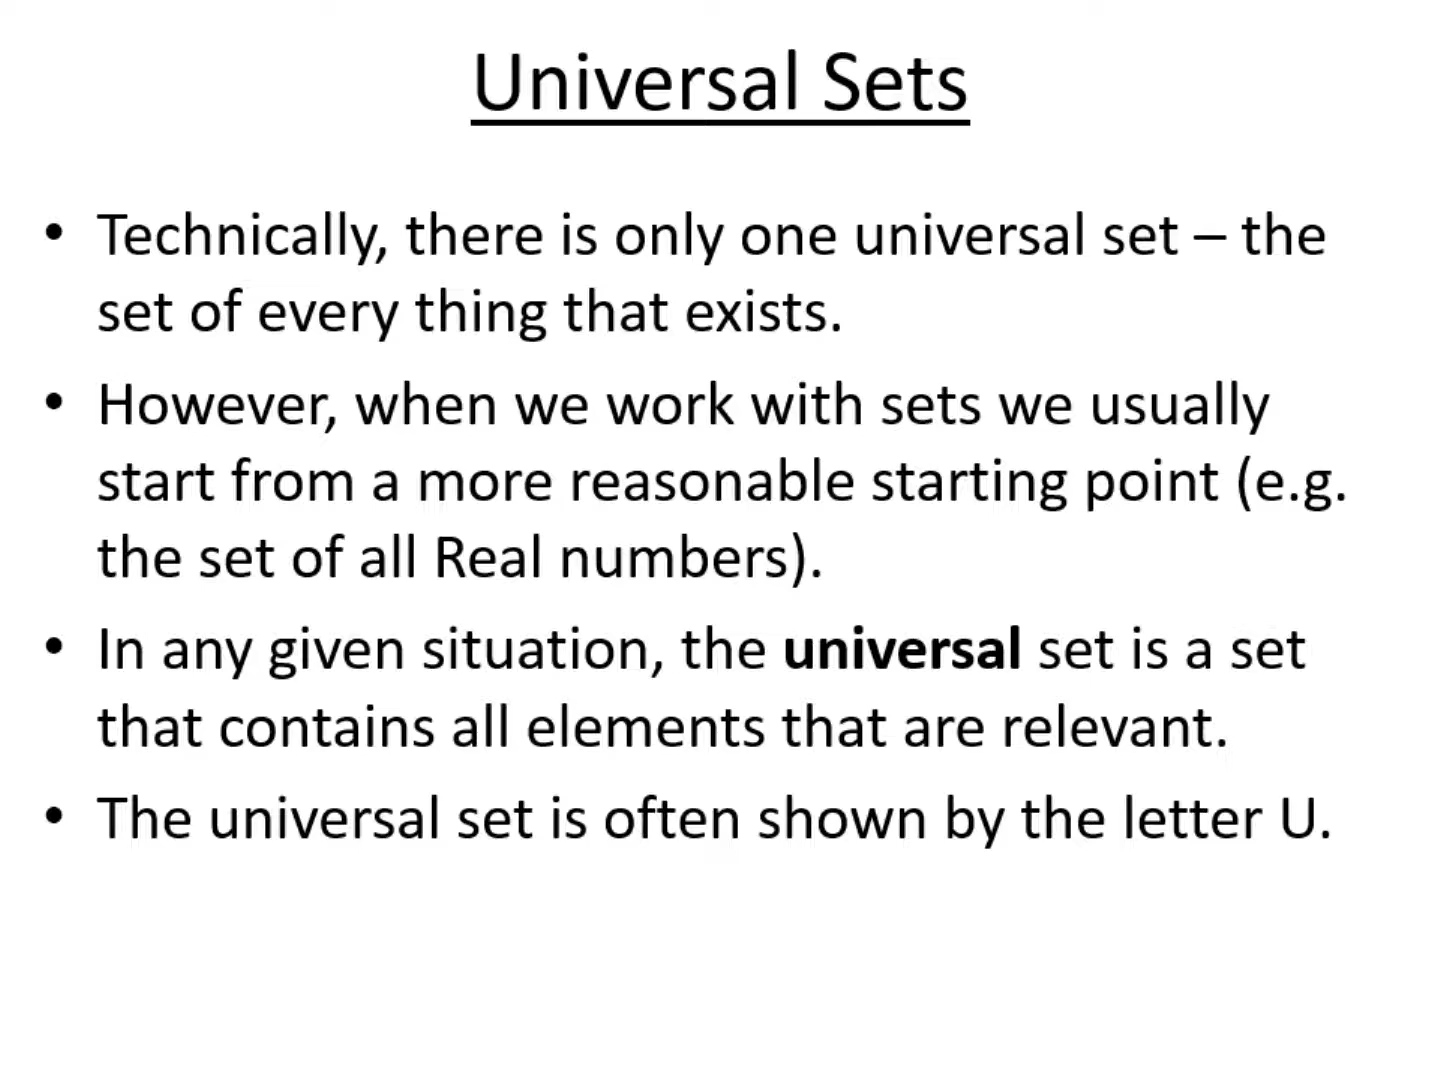 Universal Sets
• Technically, there is only one universal set – the
set of every thing that exists.
• However, when we work with sets we usually
start from a more reasonable starting point (e.g.
the set of all Real numbers).
• In any given situation, the universal set is a set
that contains all elements that are relevant.
• The universal set is often shown by the letter U.